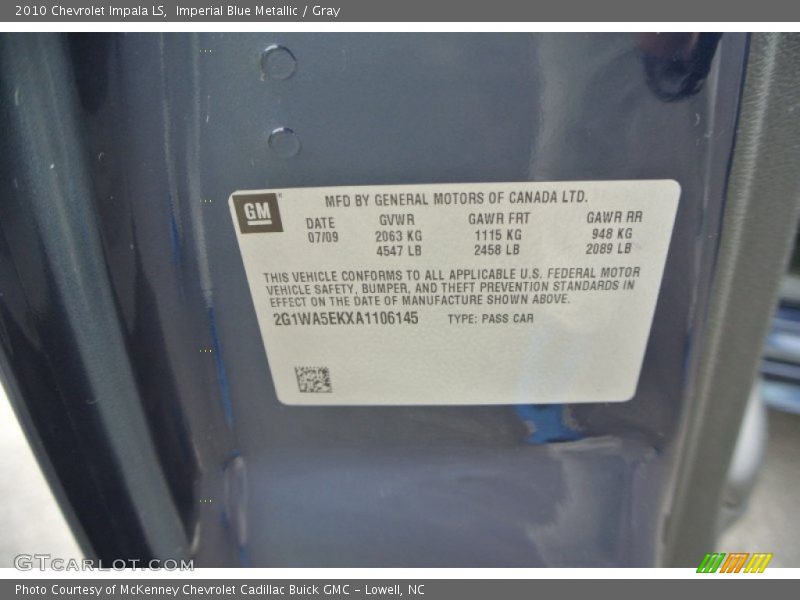 2010 Chevrolet Impala LS, Imperial Blue Metallic / Gray
GM
MFD BY GENERAL MOTORS OF CANADA LTD.
DATE GVWR GAWR FRT GAWR RR
07/09 2063 KG 1115 KG 948 KG
4547 LB 2458 LB 2089 LB
THIS VEHICLE CONFORMS TO ALL APPLICABLE U.S. FEDERAL MOTOR
VEHICLE SAFETY, BUMPER, AND THEFT PREVENTION STANDARDS IN
EFFECT ON THE DATE OF MANUFACTURE SHOWN ABOVE.
2G1WA5EKXA1106145 TYPE: PASS CAR
GTCARLOT.COM
Photo Courtesy of McKenney Chevrolet Cadillac Buick GMC - Lowell, NC